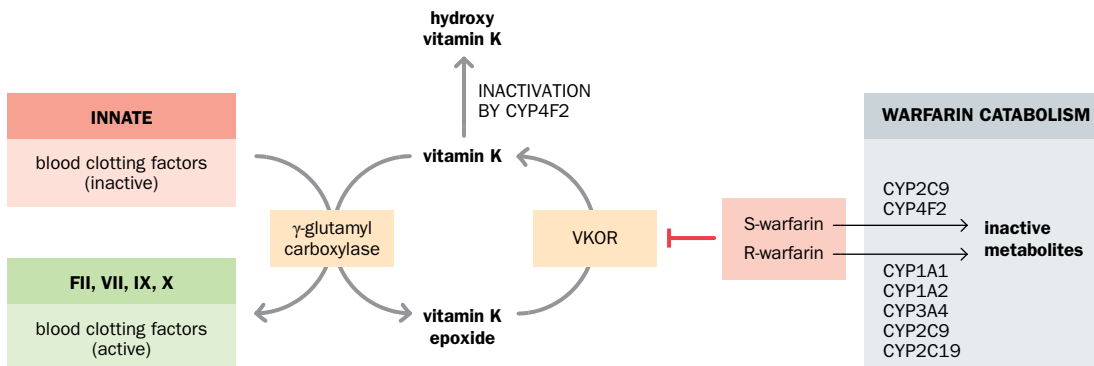 hydroxy
vitamin K
INACTIVATION
BY CYP4F2
INNATE
blood clotting factors
(inactive)
vitamin K
γ-glutamyl
carboxylase
VKOR
FII, VII, IX, X
blood clotting factors
(active)
vitamin K
epoxide
S-warfarin
R-warfarin
WARFARIN CATABOLISM
CYP2C9
CYP4F2
inactive
metabolites
CYP1A1
CYP1A2
CYP3A4
CYP2C9
CYP2C19